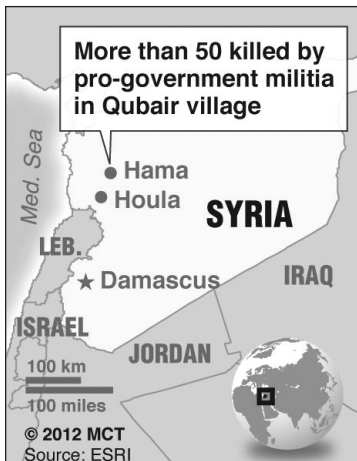 More than 50 killed by
pro-government militia
in Qubair village
Med. Sea
Hama
Houla
SYRIA
LEB.
Damascus
IRAQ
ISRAEL
JORDAN
100 km
100 miles
© 2012 MCT
Source: ESRI